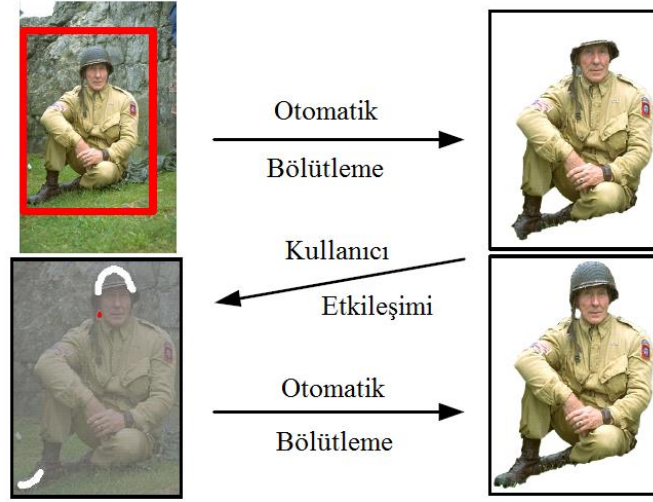 Otomatik
Bölütleme
Kullanıcı
Etkileşimi
Otomatik
Bölütleme